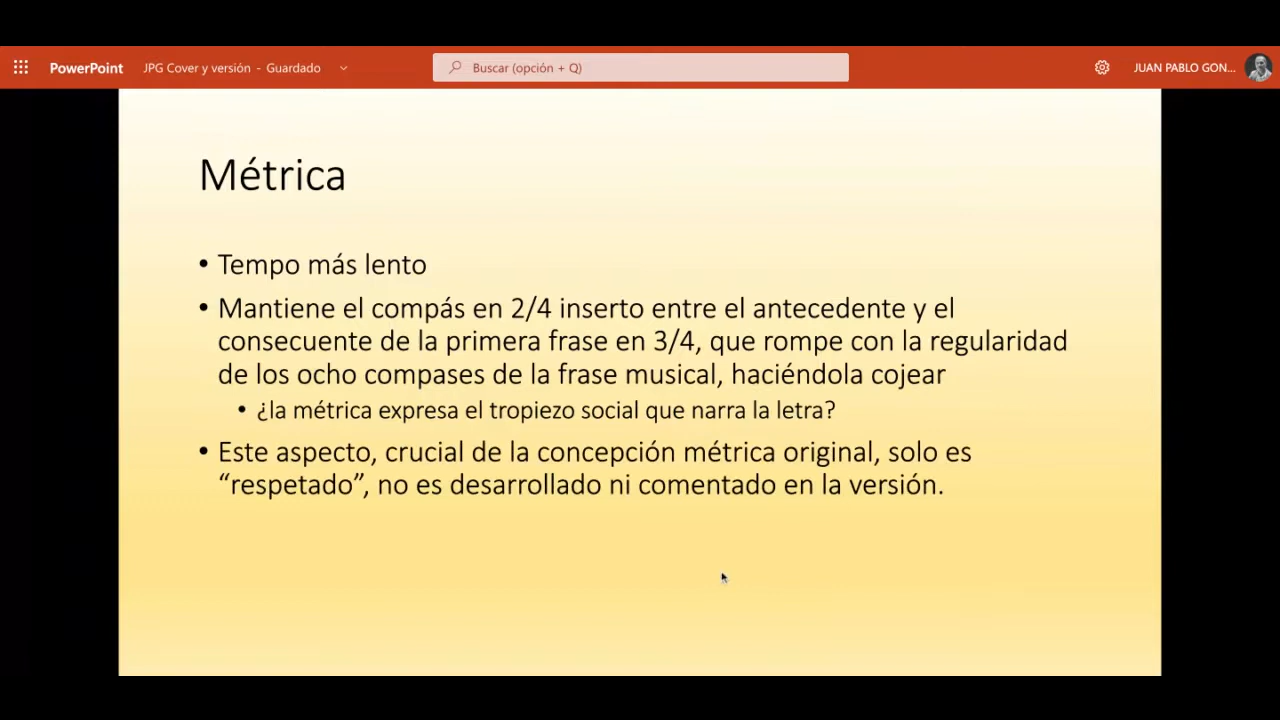 PowerPoint JPG Cover y versión - Guardado Buscar (opción + Q) JUAN PABLO GON...
Métrica
• Tempo más lento
• Mantiene el compás en 2/4 inserto entre el antecedente y el
consecuente de la primera frase en 3/4, que rompe con la regularidad
de los ocho compases de la frase musical, haciéndola cojear
• ¿la métrica expresa el tropiezo social que narra la letra?
• Este aspecto, crucial de la concepción métrica original, solo es
“respetado”, no es desarrollado ni comentado en la versión.